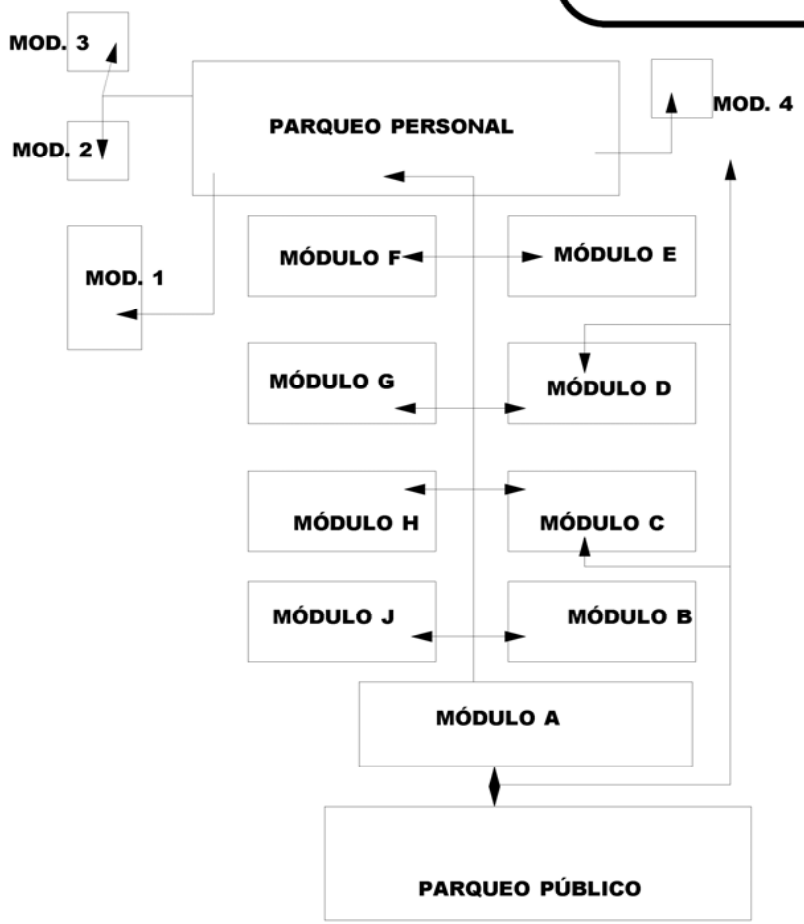 MOD. 3
PARQUEO PERSONAL
MOD. 4
MOD. 2
MOD. 1
MÓDULO F
MÓDULO E
MÓDULO G
MÓDULO D
MÓDULO H
MÓDULO C
MÓDULO J
MÓDULO B
MÓDULO A
PARQUEO PÚBLICO